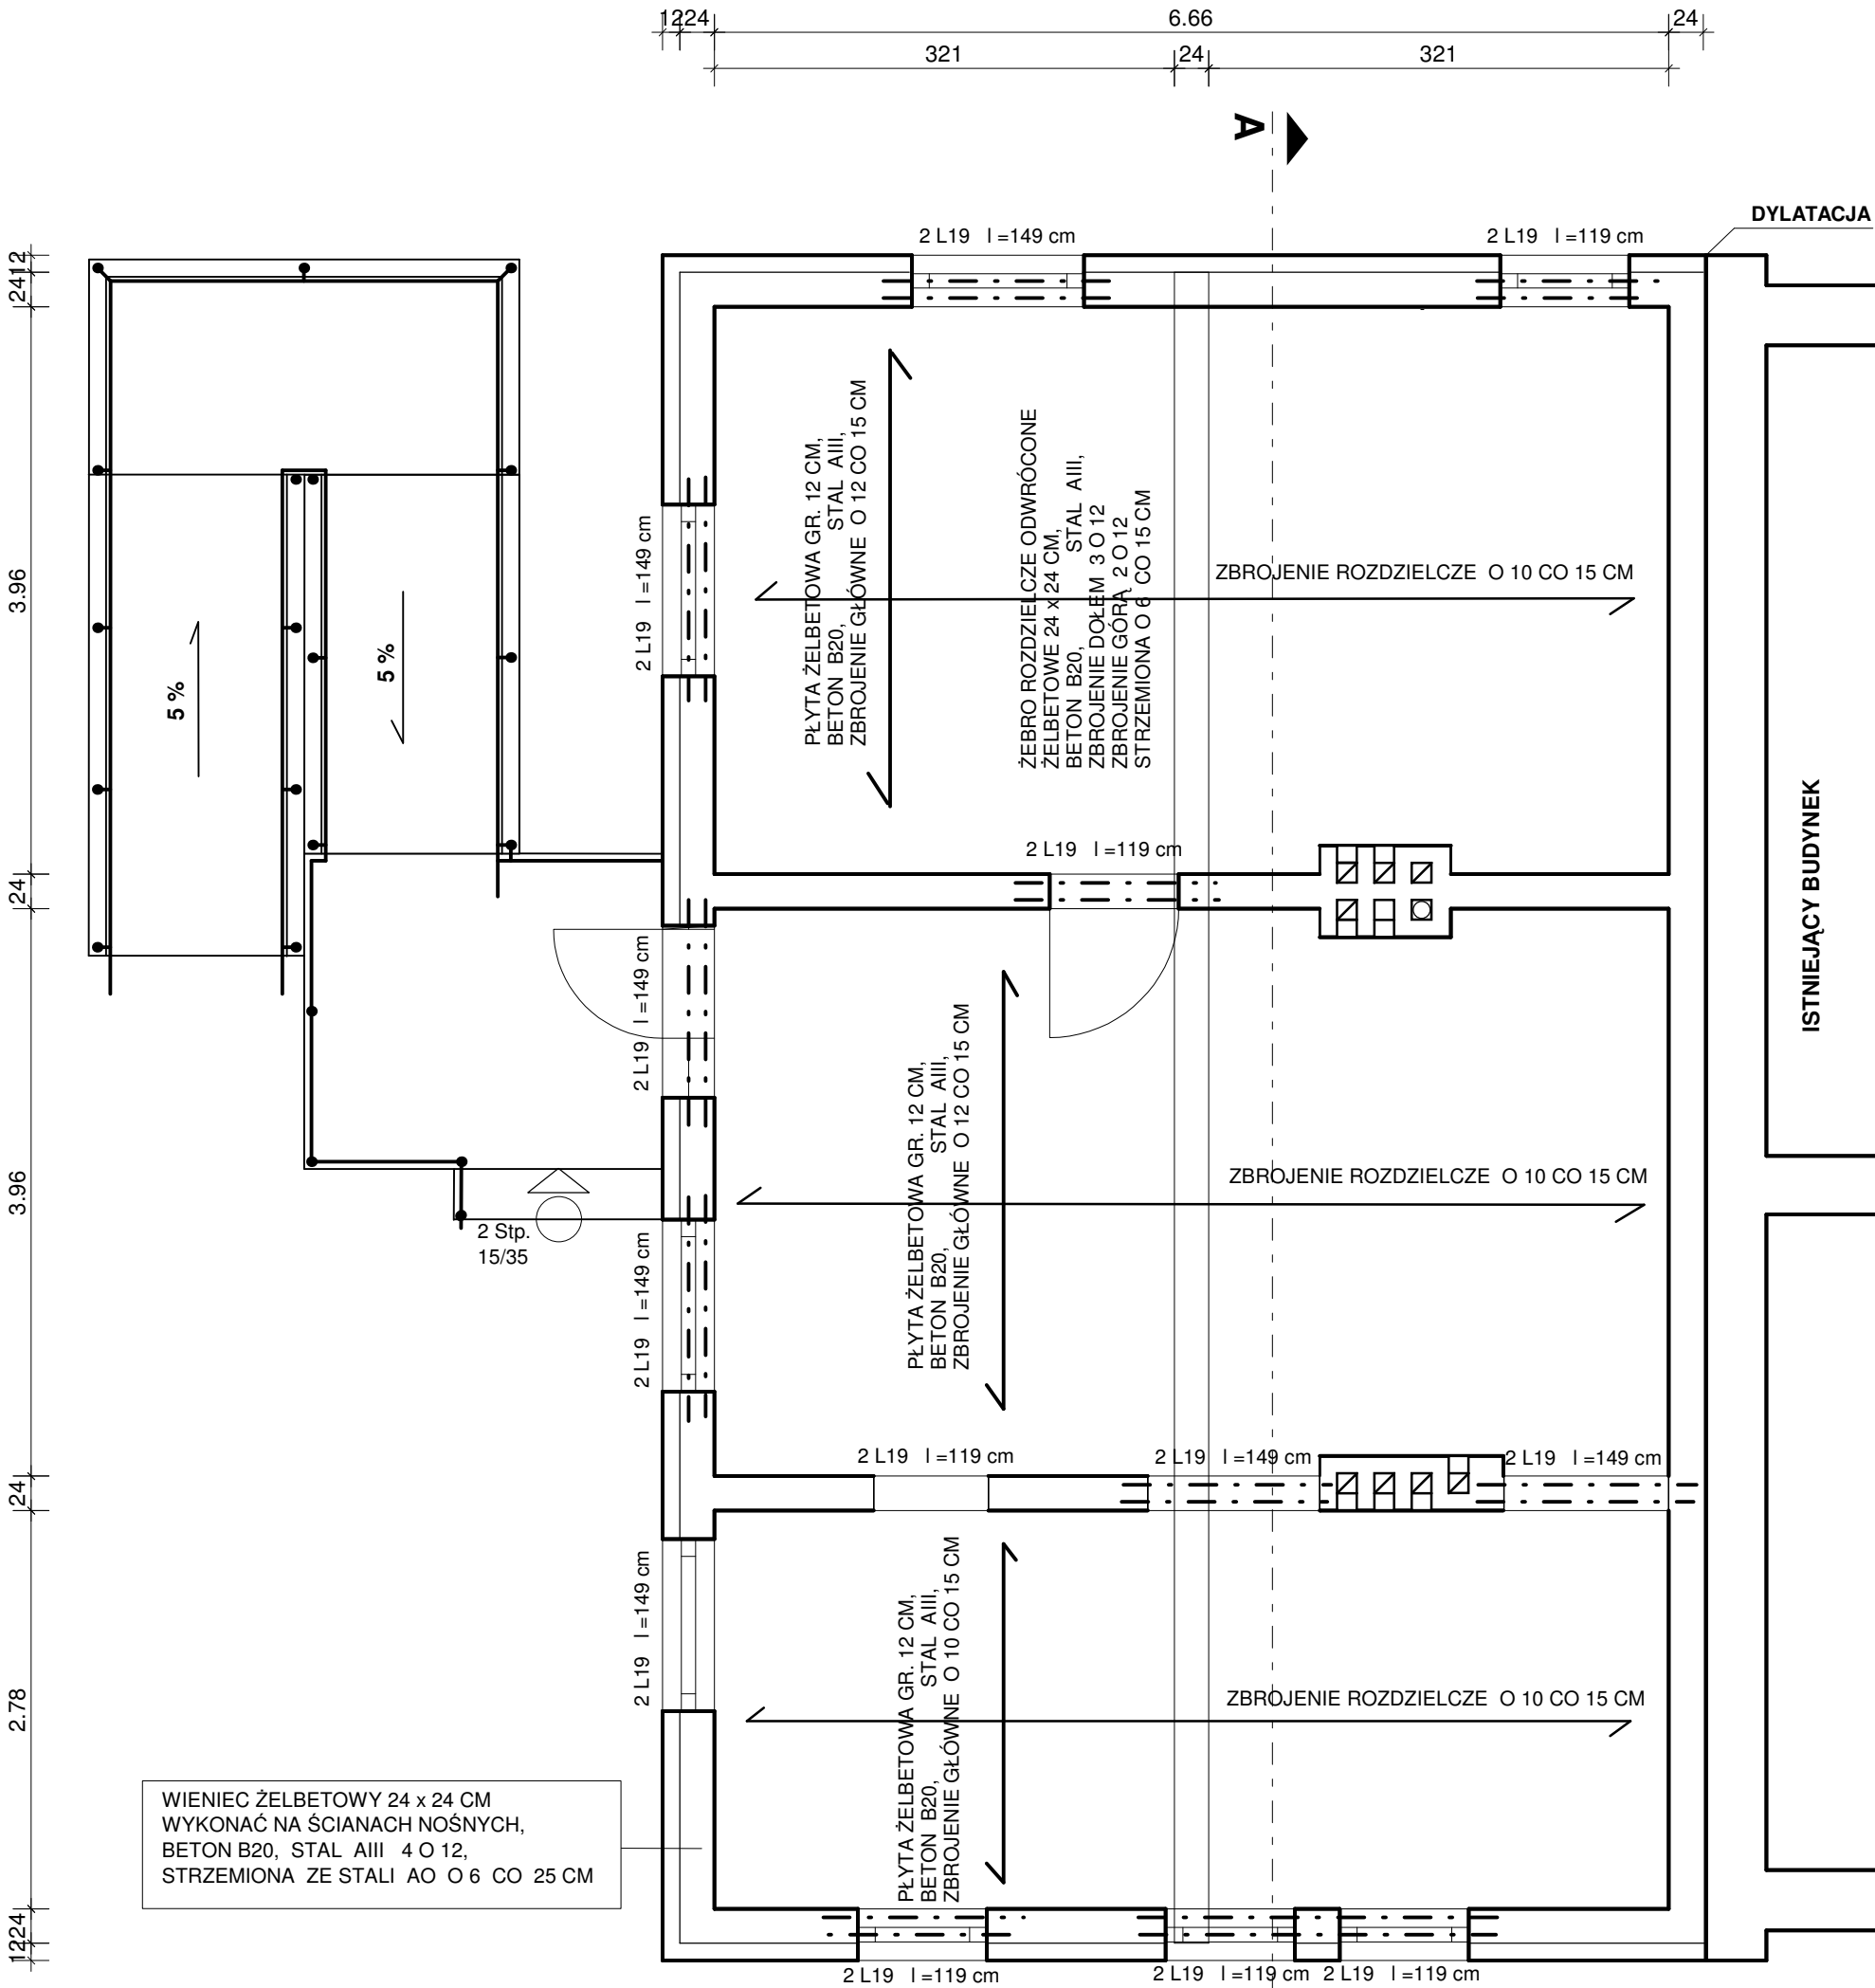 12 24 6.66 24
321 24 321
A
DYLATACJA
2 L19 l =149 cm
2 L19 l =119 cm
24 12
3.96
24
3.96
24
2.78
12 24
5 %
5 %
2 L19 l =149 cm
PŁYTA ŻELBETOWA GR. 12 CM,
BETON B20, STAL AIII,
ZBROJENIE GŁÓWNE O 12 CO 15 CM
ŻEBRO ROZDZIELCZE ODWRÓCONE
ŻELBETOWE 24 x 24 CM,
BETON B20, STAL AIII,
ZBROJENIE DOŁEM 3 O 12
ZBROJENIE GÓRĄ 2 O 12
STRZEMIONA O 6 CO 15 CM
ZBROJENIE ROZDZIELCZE O 10 CO 15 CM
ISTNIEJĄCY BUDYNEK
2 L19 l =119 cm
2 L19 l =149 cm
PŁYTA ŻELBETOWA GR. 12 CM,
BETON B20, STAL AIII,
ZBROJENIE GŁÓWNE O 12 CO 15 CM
ZBROJENIE ROZDZIELCZE O 10 CO 15 CM
2 Stp.
15/35
2 L19 l =149 cm
2 L19 l =119 cm
2 L19 l =149 cm
2 L19 l =149 cm
2 L19 l =149 cm
PŁYTA ŻELBETOWA GR. 12 CM,
BETON B20, STAL AIII,
ZBROJENIE GŁÓWNE O 10 CO 15 CM
ZBROJENIE ROZDZIELCZE O 10 CO 15 CM
WIENIEC ŻELBETOWY 24 x 24 CM
WYKONAĆ NA ŚCIANACH NOŚNYCH,
BETON B20, STAL AIII 4 O 12,
STRZEMIONA ZE STALI AO O 6 CO 25 CM
2 L19 l =119 cm
2 L19 l =119 cm
2 L19 l =119 cm